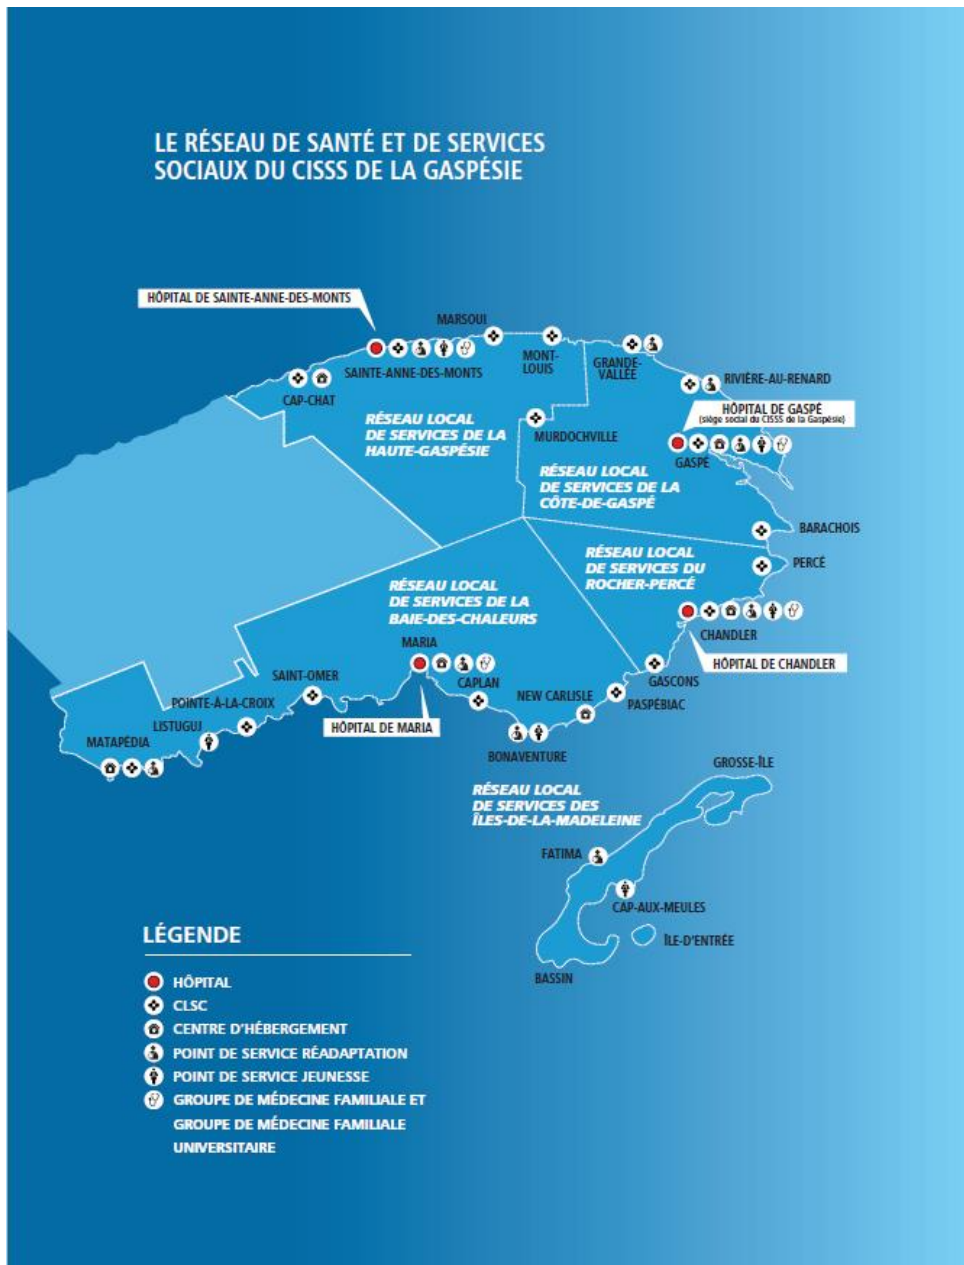 LE RÉSEAU DE SANTÉ ET DE SERVICES
SOCIAUX DU CISSS DE LA GASPÉSIE
HÔPITAL DE SAINTE-ANNE-DES-MONTS
MARSOUI
MONT-
LOUIS
GRANDE-
VALLÉE
SAINTE-ANNE-DES-MONTS
CAP-CHAT
RIVIÈRE-AU-RENARD
HÔPITAL DE GASPÉ
(siège social du CISSS de la Gaspésie)
RÉSEAU LOCAL
DE SERVICES DE LA
HAUTE-GASPÉSIE
MURDOCHVILLE
GASPÉ
RÉSEAU LOCAL
DE SERVICES DE LA
CÔTE-DE-GASPÉ
BARACHOIS
RÉSEAU LOCAL
DE SERVICES DU
ROCHER-PERCÉ
PERCÉ
RÉSEAU LOCAL
DE SERVICES DE LA
BAIE-DES-CHALEURS
CHANDLER
MARIA
HÔPITAL DE CHANDLER
GASCONS
SAINT-OMER
CAPLAN
NEW CARLISLE
PASPÉBIAC
POINTE-À-LA-CROIX
LISTUGUJ
HÔPITAL DE MARIA
MATAPÉDIA
BONAVENTURE
GROSSE-ÎLE
RÉSEAU LOCAL
DE SERVICES DES
ÎLES-DE-LA-MADELEINE
FATIMA
CAP-AUX-MEULES
ÎLE-D'ENTRÉE
BASSIN
LÉGENDE
HÔPITAL
CLSC
CENTRE D'HÉBERGEMENT
POINT DE SERVICE RÉADAPTATION
POINT DE SERVICE JEUNESSE
GROUPE DE MÉDECINE FAMILIALE ET
GROUPE DE MÉDECINE FAMILIALE
UNIVERSITAIRE